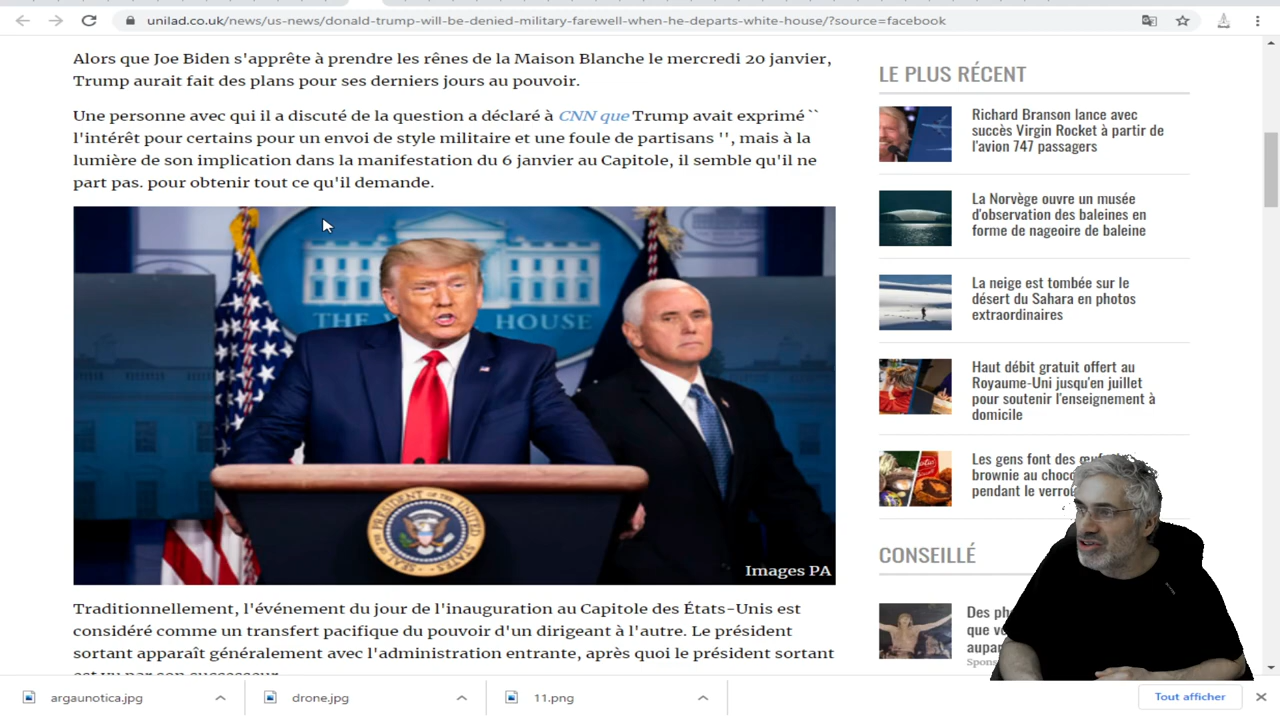 unilad.co.uk/news/us-news/donald-trump-will-be-denied-military-farewell-when-he-departs-white-house/?source=facebook
Alors que Joe Biden s'apprête à prendre les rênes de la Maison Blanche le mercredi 20 janvier,
Trump aurait fait des plans pour ses derniers jours au pouvoir.
Une personne avec qui il a discuté de la question a déclaré à CNN que Trump avait exprimé ``
l'intérêt pour certains pour un envoi de style militaire et une foule de partisans '', mais à la
lumière de son implication dans la manifestation du 6 janvier au Capitole, il semble qu'il ne
part pas. pour obtenir tout ce qu'il demande.
THE W HOUSE
PRESIDENT
UNITED
STATES
Images PA
Traditionnellement, l'événement du jour de l'inauguration au Capitole des États-Unis est
considéré comme un transfert pacifique du pouvoir d'un dirigeant à l'autre. Le président
sortant apparaît généralement avec l'administration entrante, après quoi le président sortant
LE PLUS RÉCENT
Richard Branson lance avec
succès Virgin Rocket à partir de
l'avion 747 passagers
La Norvège ouvre un musée
d'observation des baleines en
forme de nageoire de baleine
La neige est tombée sur le
désert du Sahara en photos
extraordinaires
Haut débit gratuit offert au
Royaume-Uni jusqu'en juillet
pour soutenir l'enseignement à
domicile
Les gens font des
brownie au
pendant le
CONSEILLÉ
Des
que
Spons
argaunotica.jpg
drone.jpg
11.png
Tout afficher